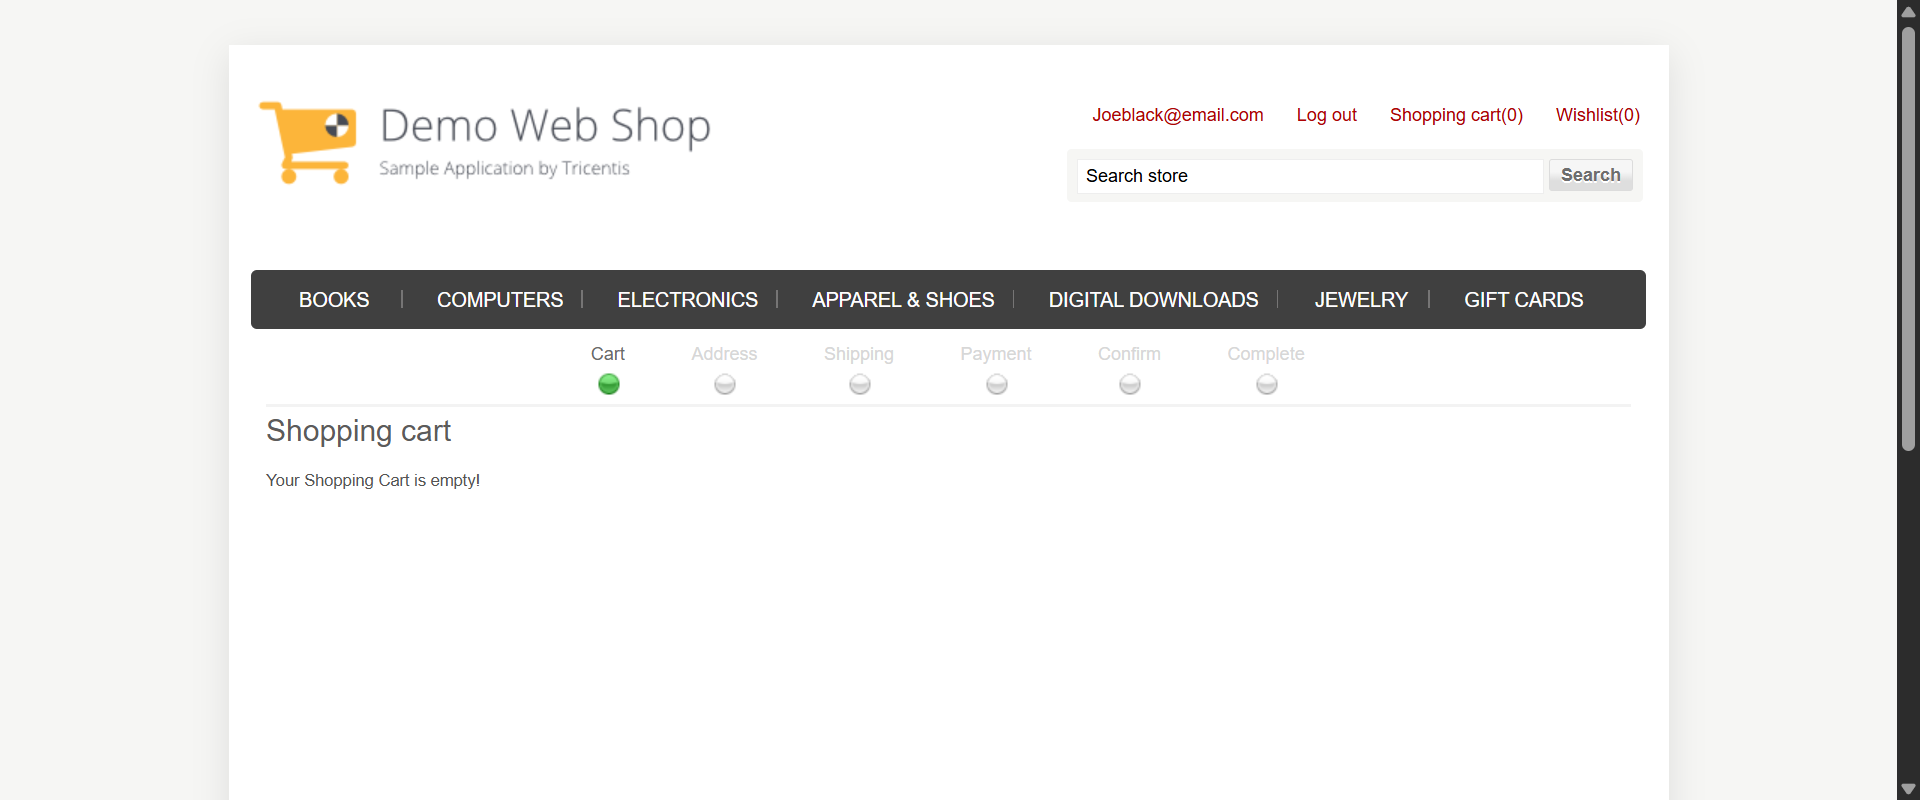 Demo Web Shop
Sample Application by Tricentis
Joeblack@email.com Log out Shopping cart(0) Wishlist(0)
Search store Search
BOOKS COMPUTERS ELECTRONICS APPAREL & SHOES DIGITAL DOWNLOADS JEWELRY GIFT CARDS
Cart Address Shipping Payment Confirm Complete
Shopping cart
Your Shopping Cart is empty!